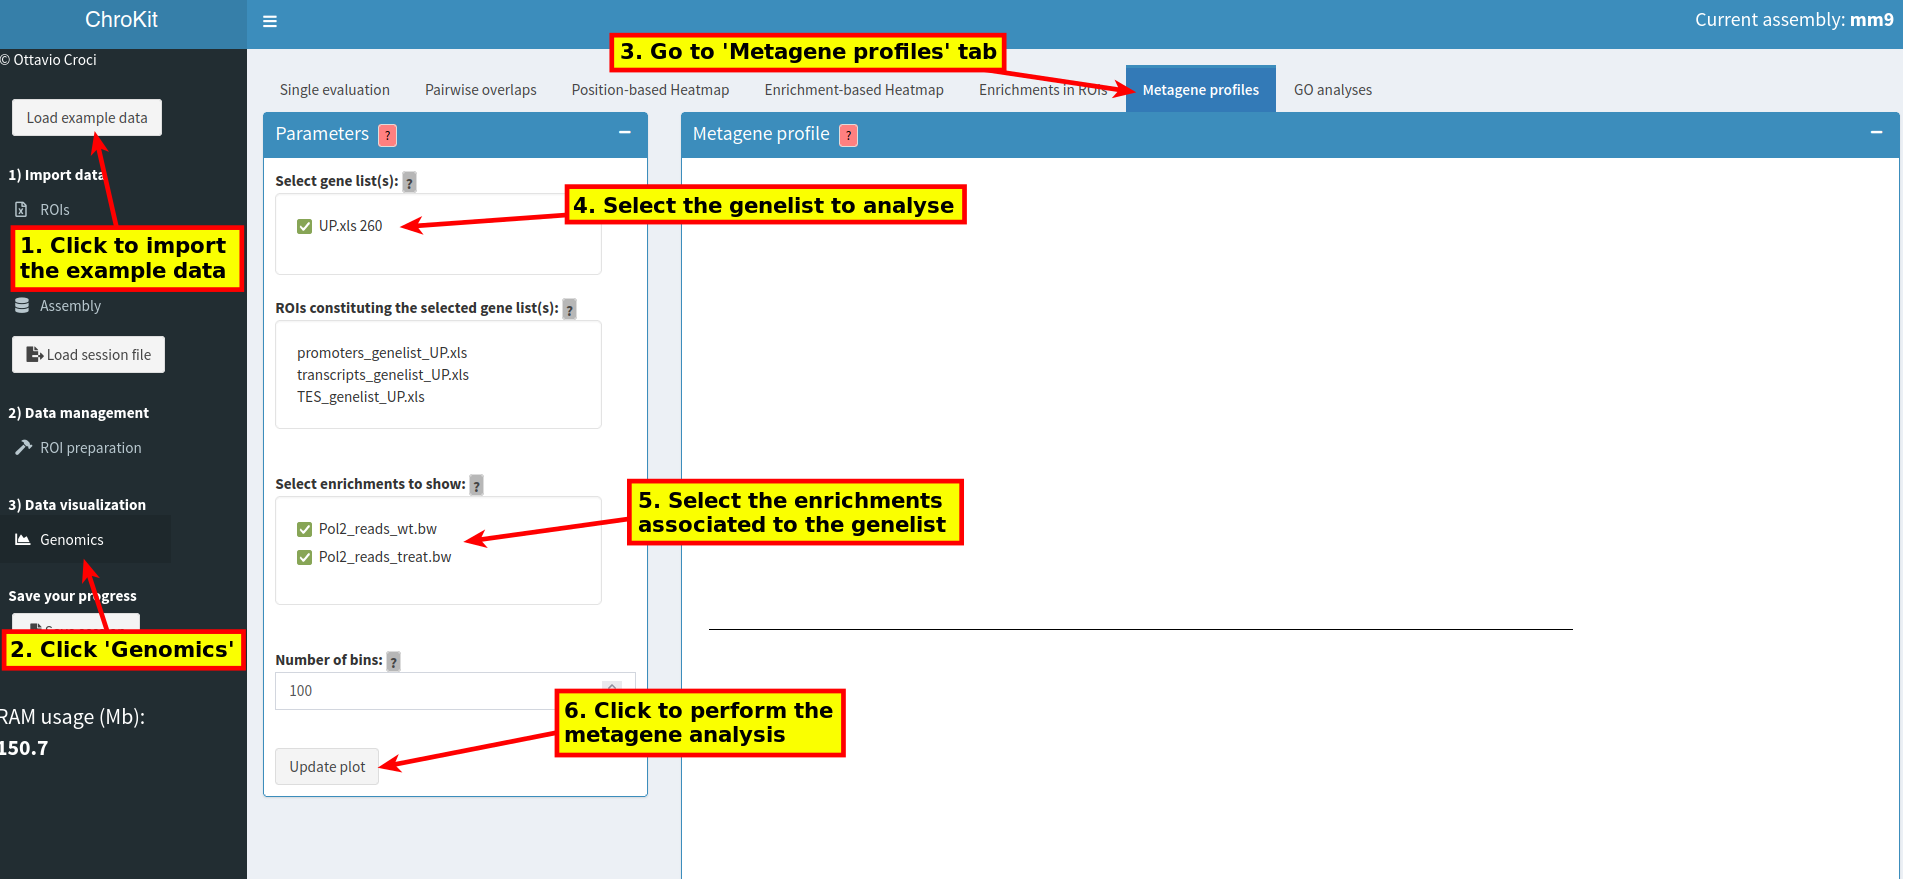 ChroKit
Current assembly: mm9
© Ottavio Croci
Load example data
1) Import data
ROIs
1. Click to import
the example data
Assembly
Load session file
2) Data management
ROI preparation
3) Data visualization
Genomics
Save your progress
2. Click 'Genomics'
RAM usage (Mb):
150.7
3. Go to 'Metagene profiles' tab
Single evaluation
Pairwise overlaps
Position-based Heatmap
Enrichment-based Heatmap
Enrichments in ROIs
Metagene profiles
GO analyses
Parameters ?
Select gene list(s): ?
UP.xls 260
4. Select the genelist to analyse
ROIs constituting the selected gene list(s): ?
promoters_genelist_UP.xls
transcripts_genelist_UP.xls
TES_genelist_UP.xls
Select enrichments to show: ?
Pol2_reads_wt.bw
Pol2_reads_treat.bw
5. Select the enrichments
associated to the genelist
Number of bins: ?
100
6. Click to perform the
metagene analysis
Update plot
Metagene profile ?